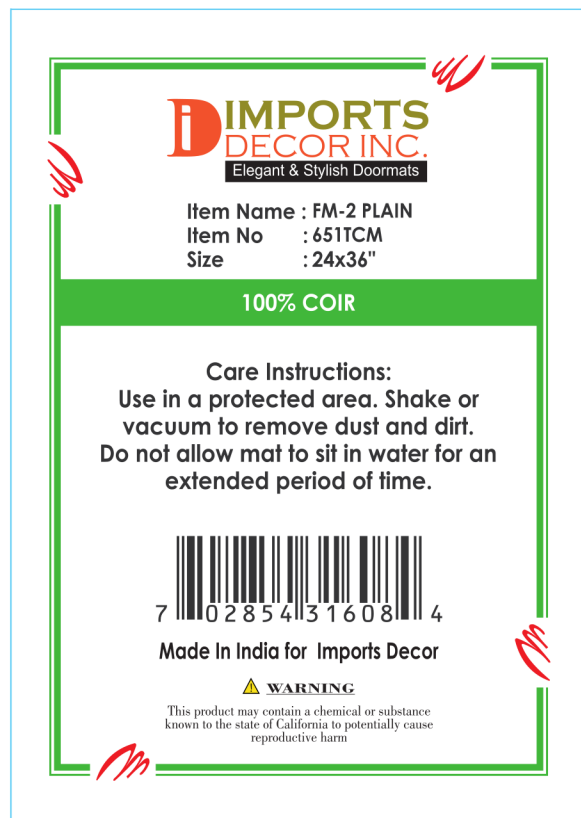 iD IMPORTS
DECOR INC.
Elegant & Stylish Doormats
Item Name : FM-2 PLAIN
Item No : 651TCM
Size : 24x36"
100% COIR
Care Instructions:
Use in a protected area. Shake or
vacuum to remove dust and dirt.
Do not allow mat to sit in water for an
extended period of time.
7 02854 31608 4
Made In India for Imports Decor
WARNING
This product may contain a chemical or substance
known to the state of California to potentially cause
reproductive harm